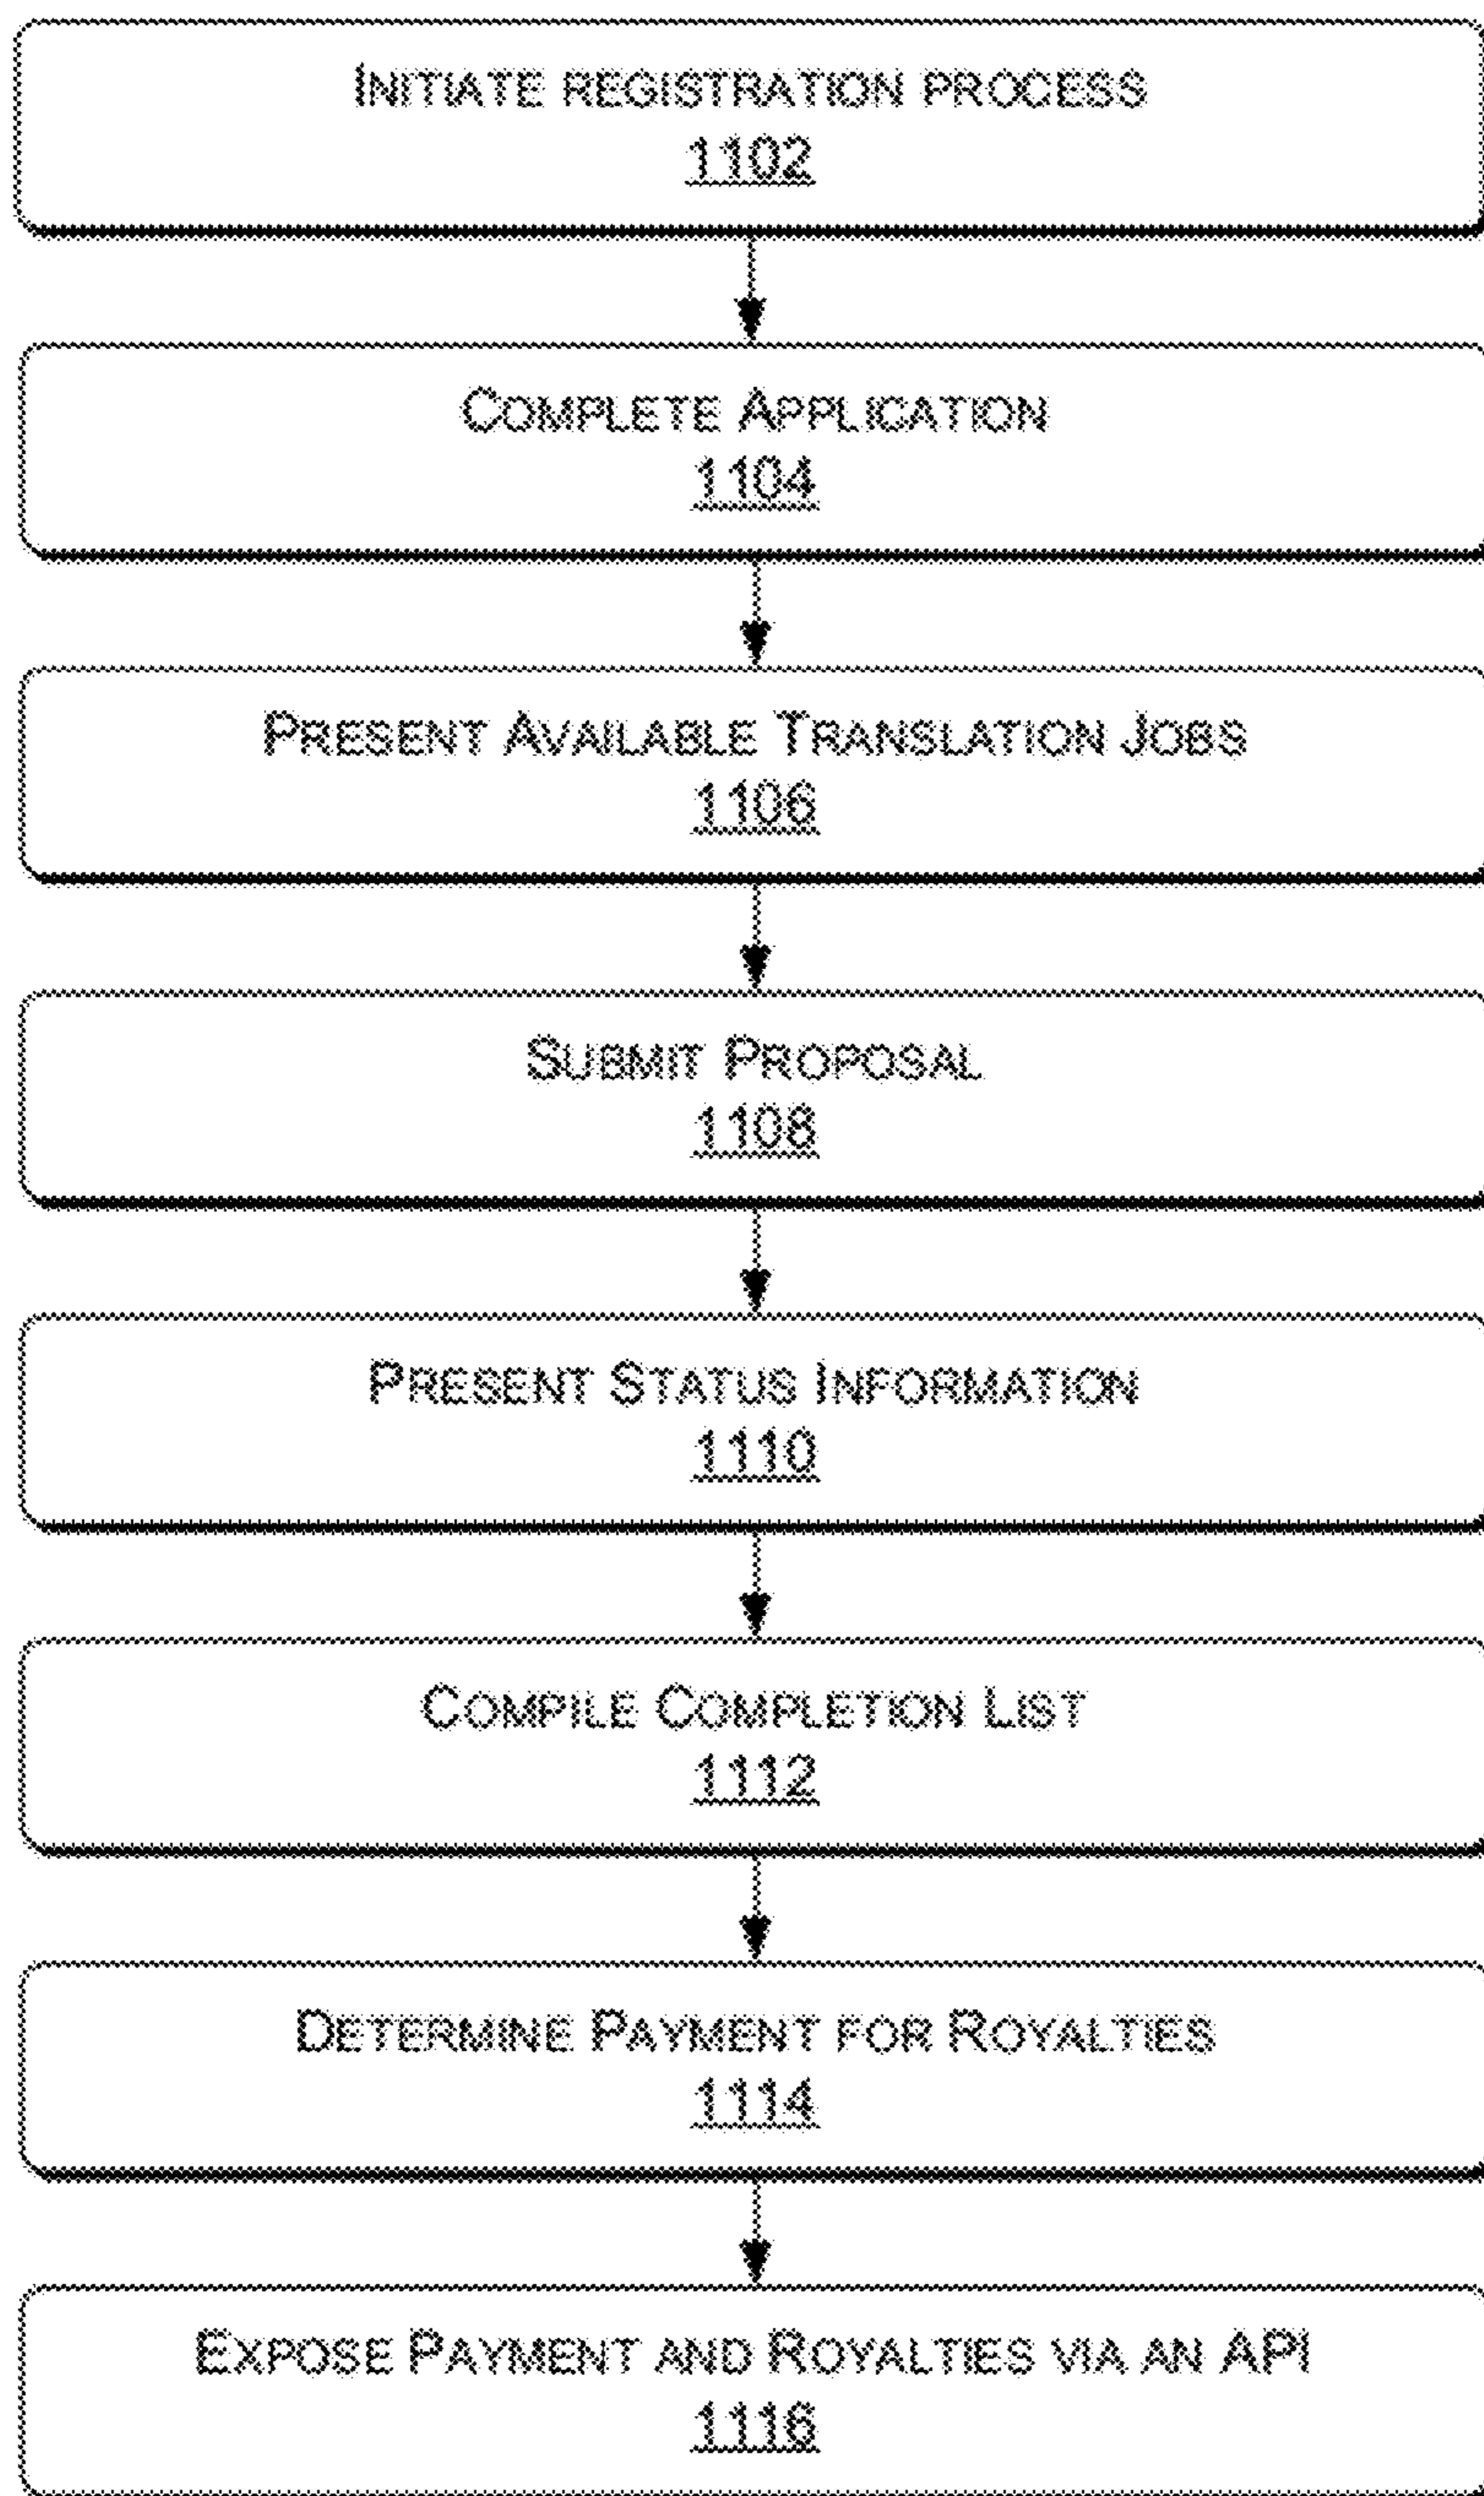 INITIATE REGISTRATION PROCESS
1102
COMPLETE APPLICATION
1104
PRESENT AVAILABLE TRANSLATION JOBS
1106
SUBMIT PROPOSAL
1108
PRESENT STATUS INFORMATION
1110
COMPILE COMPLETION LIST
1112
DETERMINE PAYMENT FOR ROYALTIES
1114
EXPOSE PAYMENT AND ROYALTIES VIA AN API
1116